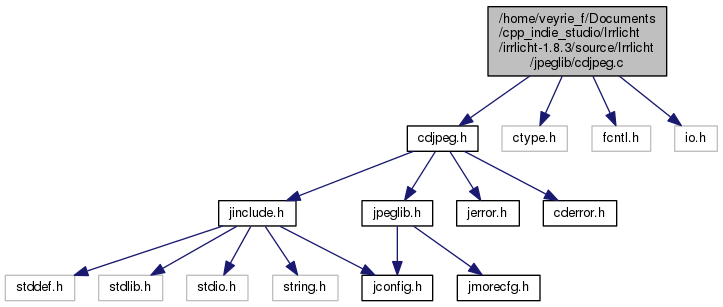 /home/veyrie_f/Documents
/cpp_indie_studio/Irrlicht
/irrlicht-1.8.3/source/Irrlicht
/jpeglib/cdjpeg.c
cdjpeg.h
ctype.h
fcntl.h
io.h
jinclude.h
jpeglib.h
jerror.h
cderror.h
stddef.h
stdlib.h
stdio.h
string.h
jconfig.h
jmorecfg.h